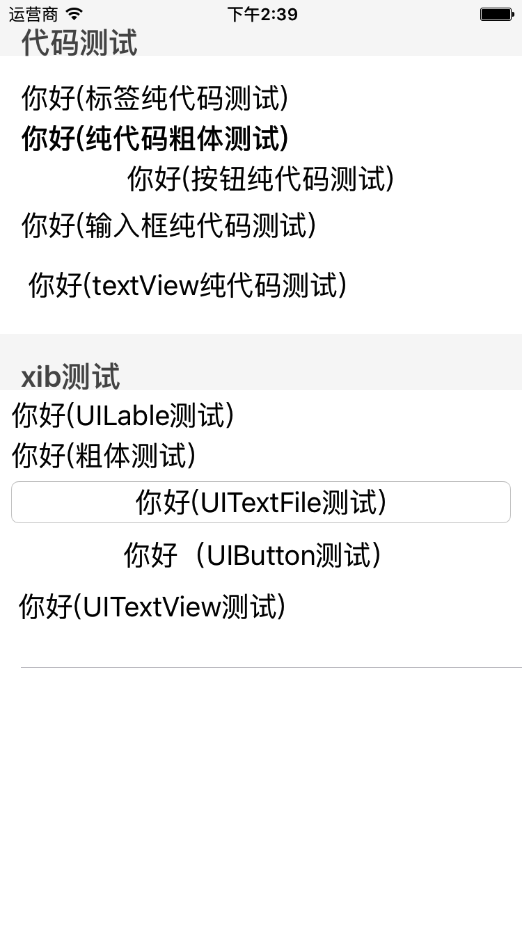 运营商 下午2:39
代码测试
你好(标签纯代码测试)
你好(纯代码粗体测试)
你好(按钮纯代码测试)
你好(输入框纯代码测试)
你好(textView纯代码测试)
xib测试
你好(UILable测试)
你好(粗体测试)
你好(UITextFile测试)
你好（UIButton测试）
你好(UITextView测试)